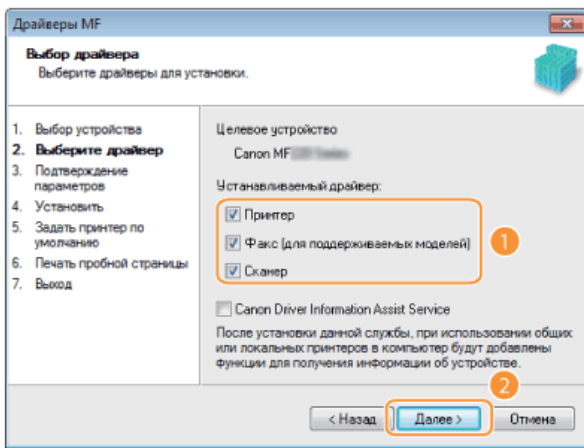 Драйверы MF
Выбор драйвера
Выберите драйверы для установки.
1. Выбор устройства
2. Выберите драйвер
3. Подтверждение
параметров
4. Установить
5. Задать принтер по
умолчанию
6. Печать пробной страницы
7. Выход
Целевое устройство
Canon MF
Устанавливаемый драйвер:
Принтер
Факс (для поддерживаемых моделей)
Сканер
1
Canon Driver Information Assist Service
После установки данной службы, при использовании общих
или локальных принтеров в компьютер будут добавлены
функции для получения информации об устройстве.
2
< Назад
Далее >
Отмена